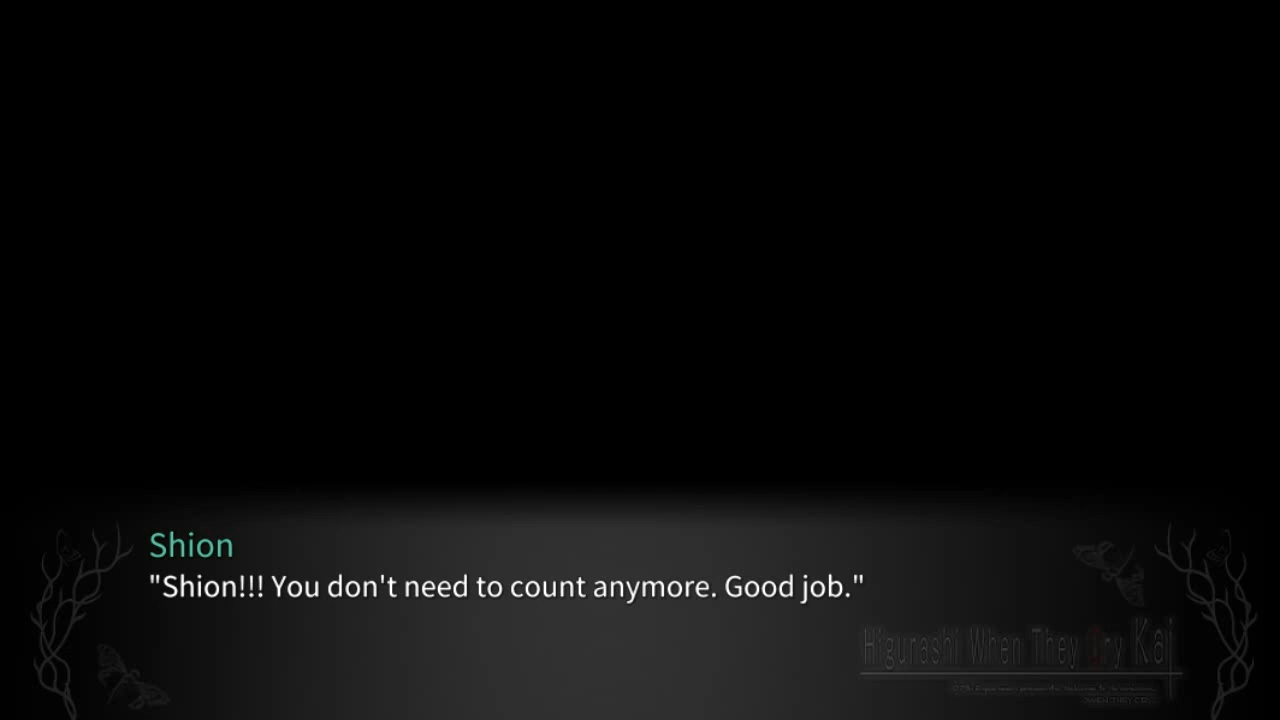 Shion
"Shion!!! You don't need to count anymore. Good job."
Higurashi When They Cry Kai